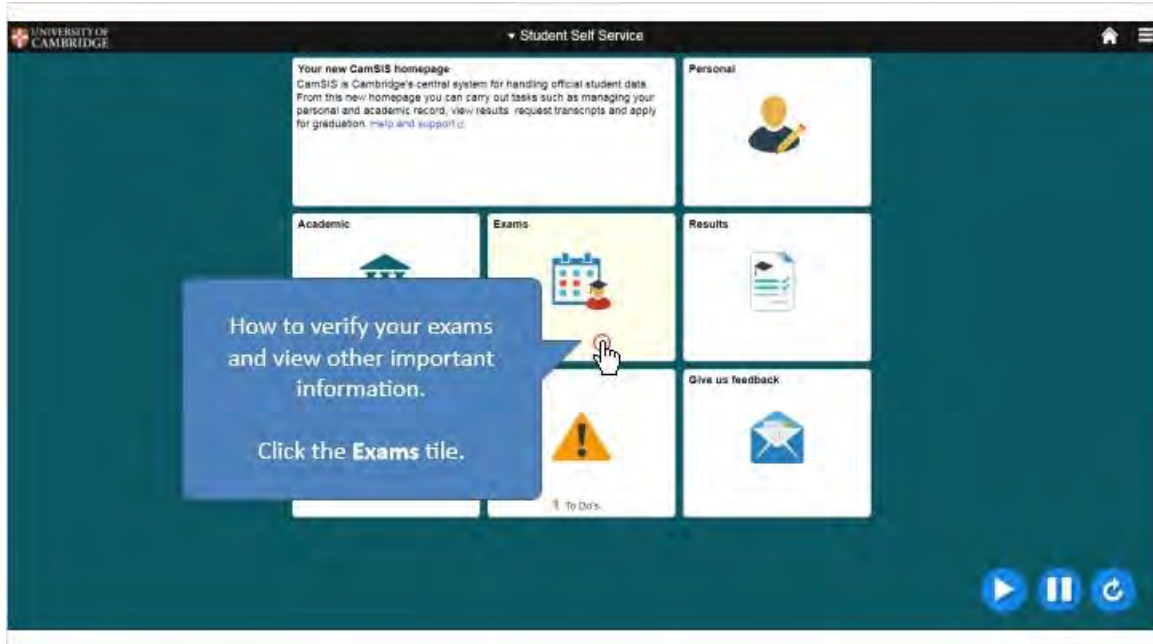 UNIVERSITY OF
CAMBRIDGE
Student Self Service
Your new CamSIS homepage
CamSIS is Cambridge's central system for handling official student data.
From this new homepage you can carry out tasks such as managing your
personal and academic record, view results request transcripts and apply
for graduation. Help and support
Personal
Academic
Exams
Results
How to verify your exams
and view other important
information.
Click the Exams tile.
Give us feedback
1 To Do's